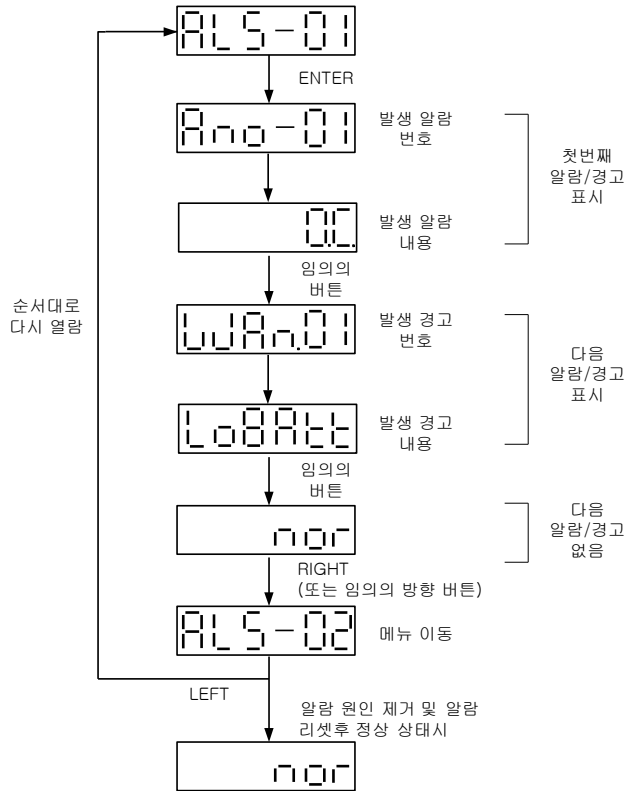 ALS-01
ENTER
Ano-01
발생 알람
번호
첫번째
알람/경고
표시
O.C.
발생 알람
내용
임의의
버튼
순서대로
다시 열람
WAn.01
발생 경고
번호
다음
알람/경고
표시
LoBAtt
발생 경고
내용
임의의
버튼
nor
다음
알람/경고
없음
RIGHT
(또는 임의의 방향 버튼)
ALS-02
메뉴 이동
LEFT
알람 원인 제거 및 알람
리셋후 정상 상태시
nor